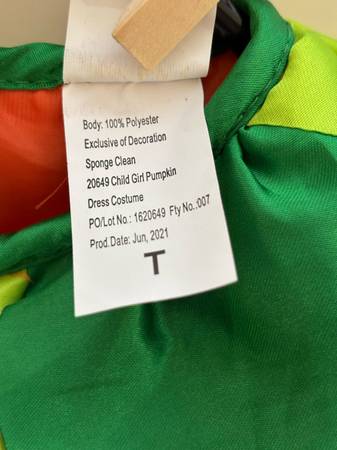 Body: 100% Polyester
Exclusive of Decoration
Sponge Clean
20649 Child Girl Pumpkin
Dress Costume
PO/Lot No.: 1620649 Fty No.:007
Prod.Date: Jun, 2021
T